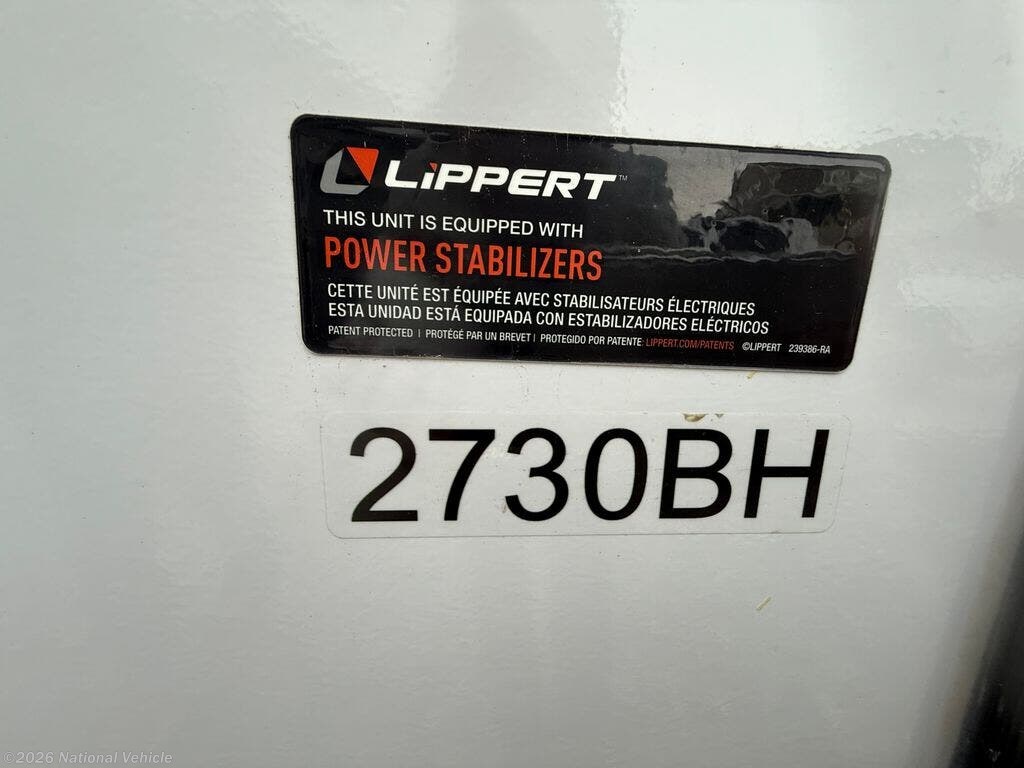 LiPPERT™
THIS UNIT IS EQUIPPED WITH
POWER STABILIZERS
CETTE UNITÉ EST ÉQUIPÉE AVEC STABILISATEURS ÉLECTRIQUES
ESTA UNIDAD ESTÁ EQUIPADA CON ESTABILIZADORES ELÉCTRICOS
PATENT PROTECTED | PROTÉGÉ PAR UN BREVET | PROTEGIDO POR PATENTE: LIPPERT.COM/PATENTS ©LIPPERT 239386-RA
2730BH
©2026 National Vehicle